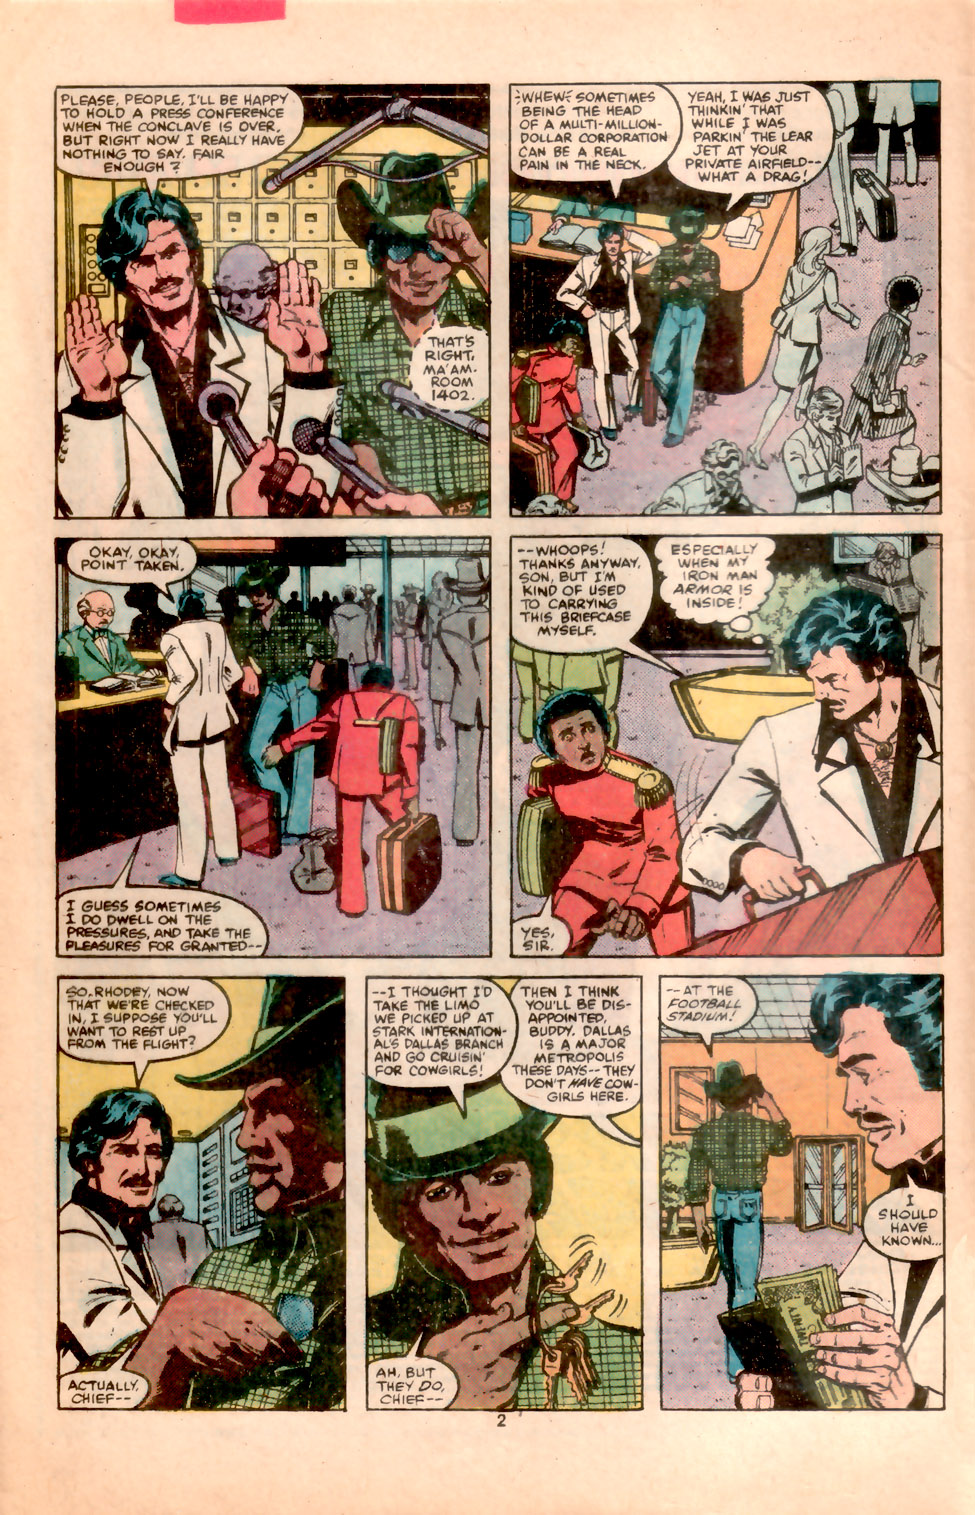 PLEASE, PEOPLE, I'LL BE HAPPY
TO HOLD A PRESS CONFERENCE
WHEN THE CONCLAVE IS OVER,
BUT RIGHT NOW I REALLY HAVE
NOTHING TO SAY. FAIR
ENOUGH?
THAT'S
RIGHT,
MA'AM-
ROOM
1402.
WHEW! SOMETIMES
BEING THE HEAD
OF A MULTI-MILLION-
DOLLAR CORPORATION
CAN BE A REAL
PAIN IN THE NECK.
YEAH, I WAS JUST
THINKIN' THAT
WHILE I WAS
PARKIN' THE LEAR
JET AT YOUR
PRIVATE AIRFIELD--
WHAT A DRAG!
OKAY, OKAY,
POINT TAKEN.
I GUESS SOMETIMES
I DO DWELL ON THE
PRESSURES, AND TAKE THE
PLEASURES FOR GRANTED--
--WHOOPS!
THANKS ANYWAY,
SON, BUT I'M
KIND OF USED
TO CARRYING
THIS BRIEFCASE
MYSELF.
ESPECIALLY
WHEN MY
IRON MAN
ARMOR IS
INSIDE!
YES,
SIR.
SO, RHODEY, NOW
THAT WE'RE CHECKED
IN, I SUPPOSE YOU'LL
WANT TO REST UP
FROM THE FLIGHT?
ACTUALLY,
CHIEF--
--I THOUGHT I'D
TAKE THE LIMO
WE PICKED UP AT
STARK INTERNATION-
AL'S DALLAS BRANCH
AND GO CRUISIN'
FOR COWGIRLS!
THEN I THINK
YOU'LL BE DIS-
APPOINTED,
BUDDY. DALLAS
IS A MAJOR
METROPOLIS
THESE DAYS--THEY
DON'T HAVE COW-
GIRLS HERE.
AH, BUT
THEY DO,
CHIEF--
--AT THE
FOOTBALL
STADIUM!
I
SHOULD
HAVE
KNOWN...
TWENTY
2